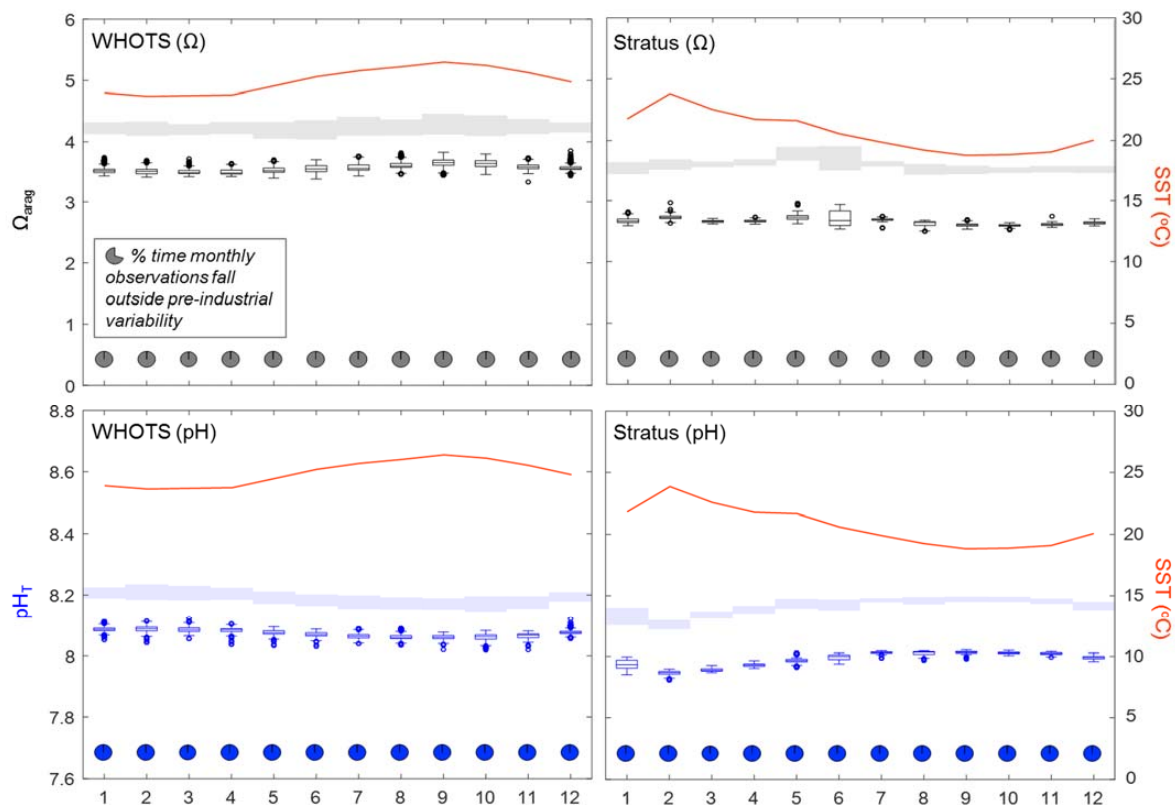 WHOTS (Ω)
6
5
4
3
2
1
0
Ωarag
% time monthly
observations fall
outside pre-industrial
variability
Stratus (Ω)
30
25
20
15
10
5
0
SST (°C)
WHOTS (pH)
8.8
8.6
8.4
8.2
8
7.8
7.6
pHT
1 2 3 4 5 6 7 8 9 10 11 12
Stratus (pH)
30
25
20
15
10
5
0
SST (°C)
1 2 3 4 5 6 7 8 9 10 11 12